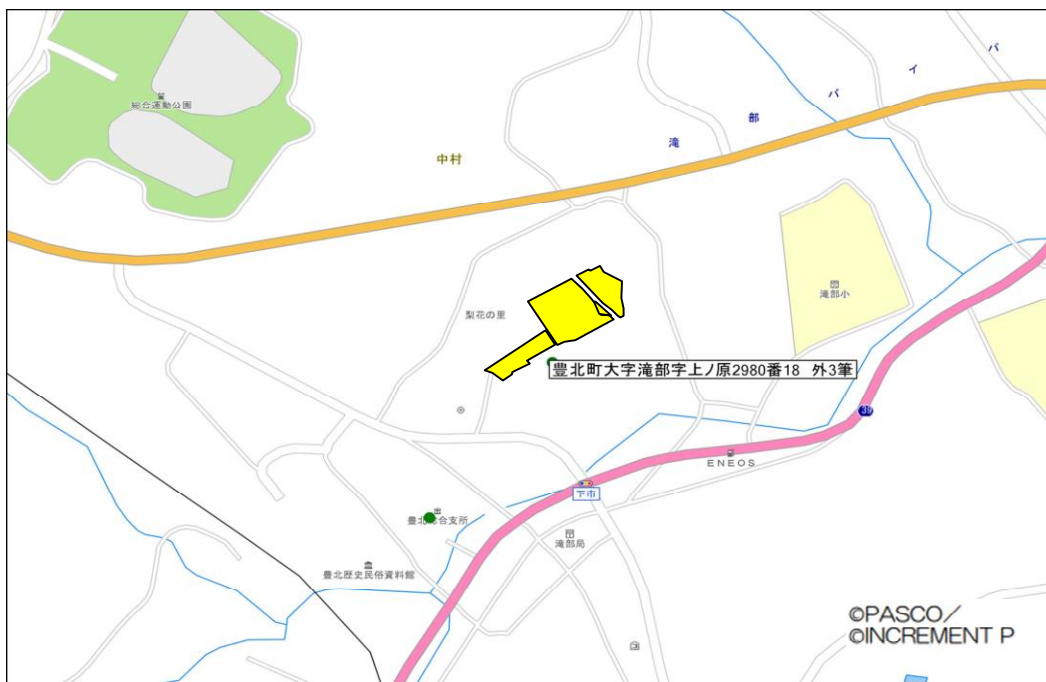 総合運動公園
中村
滝部バイパス
梨花の里
滝部小
豊北町大字滝部字上ノ原2980番18 外3筆
ENEOS
下市
豊北総合支所
滝部局
豊北歴史民俗資料館
©PASCO／
©INCREMENT P